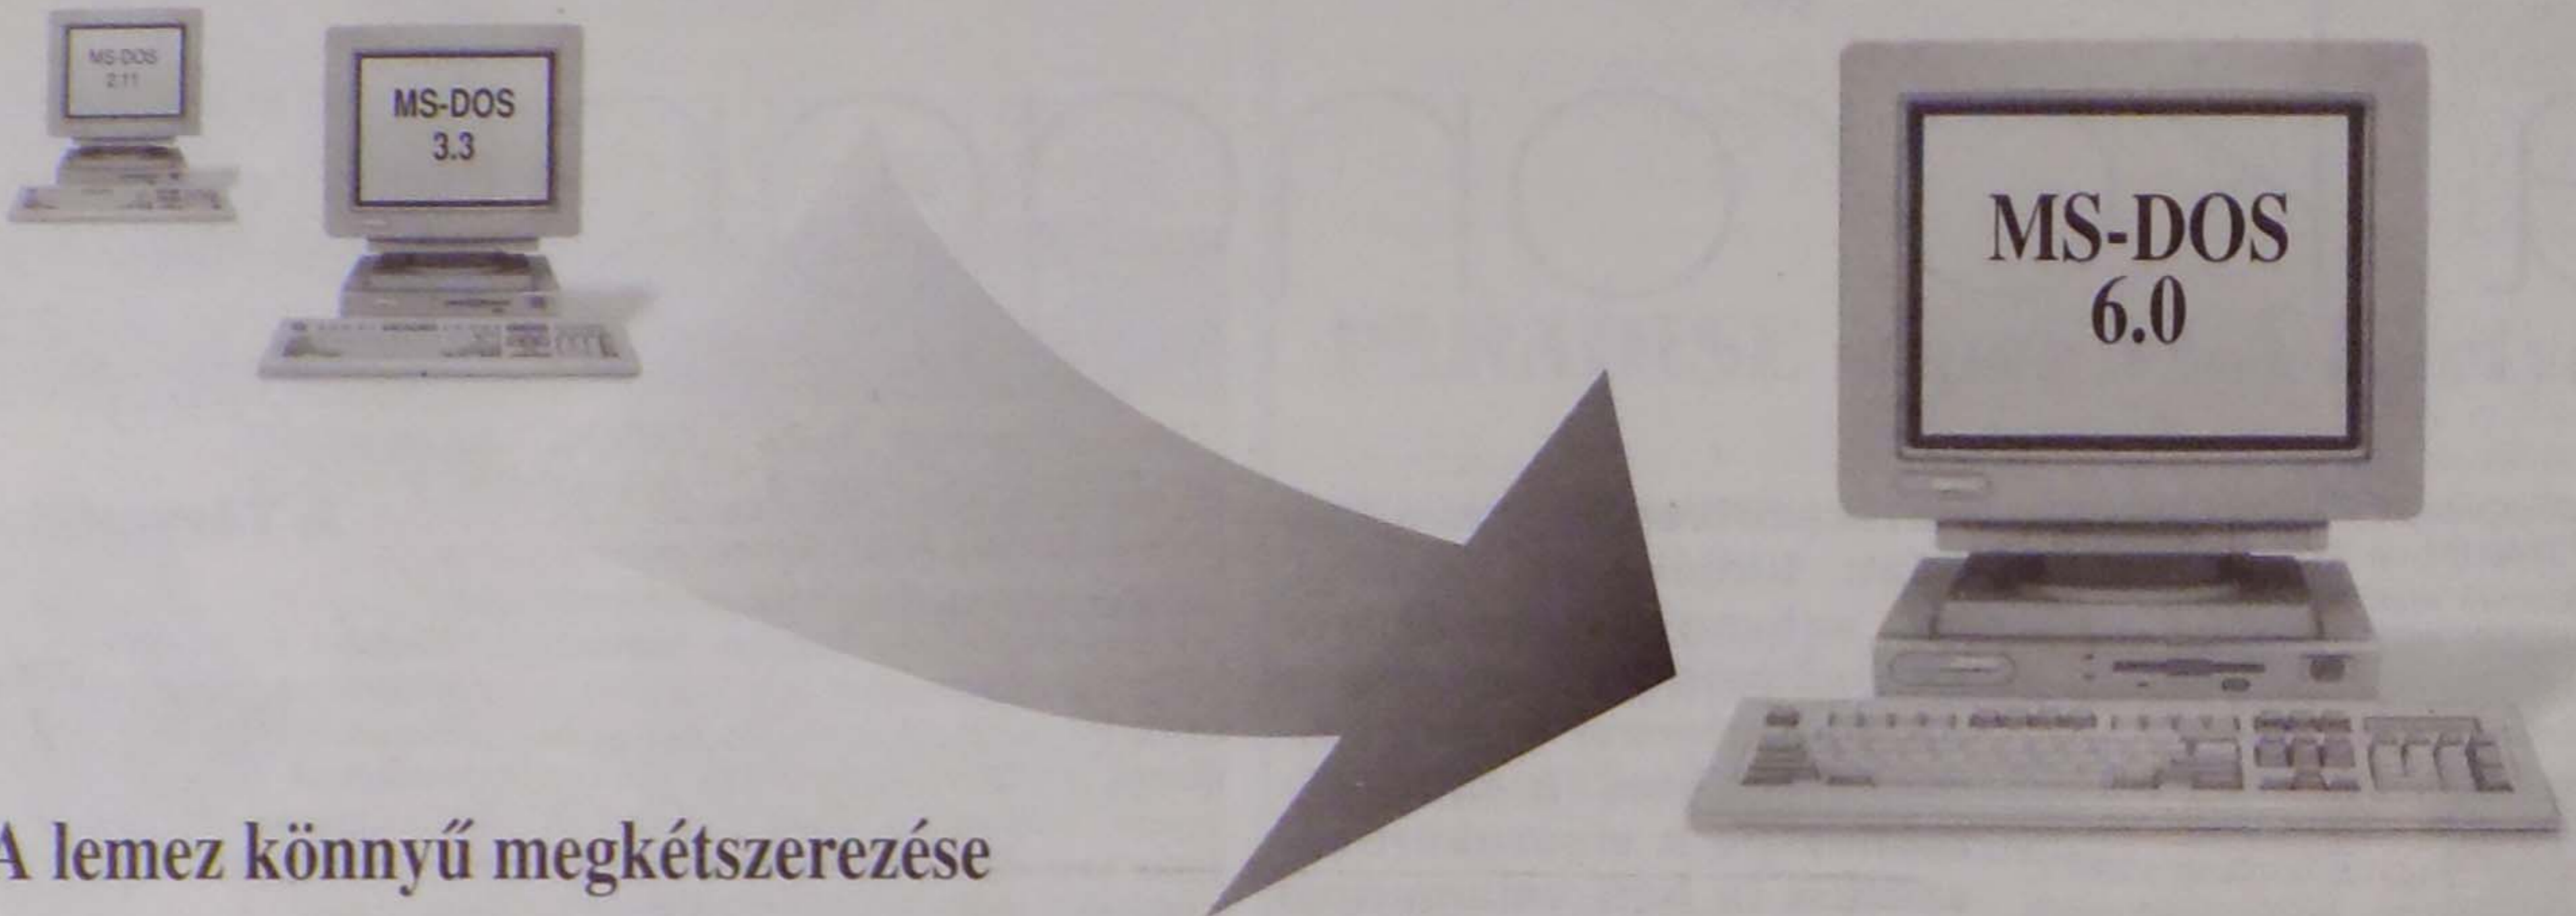 MS-DOS
2.11
MS-DOS
3.3
MS-DOS
6.0
A lemez könnyű megkétszerezése